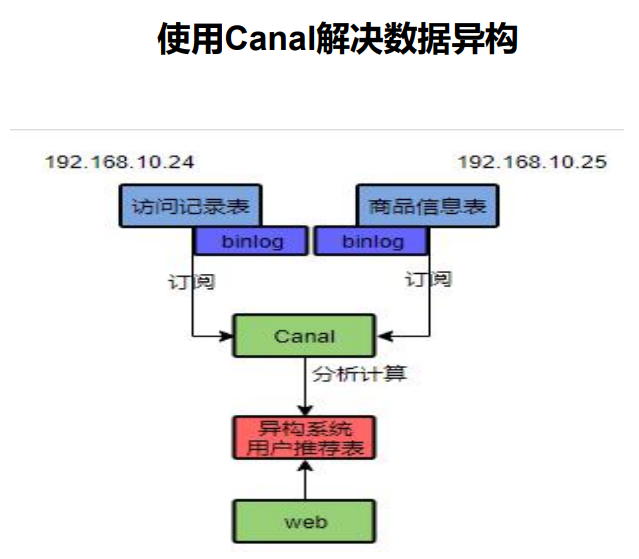 使用Canal解决数据异构
192.168.10.24
192.168.10.25
访问记录表
商品信息表
binlog
binlog
订阅
订阅
Canal
分析计算
异构系统
用户推荐表
web